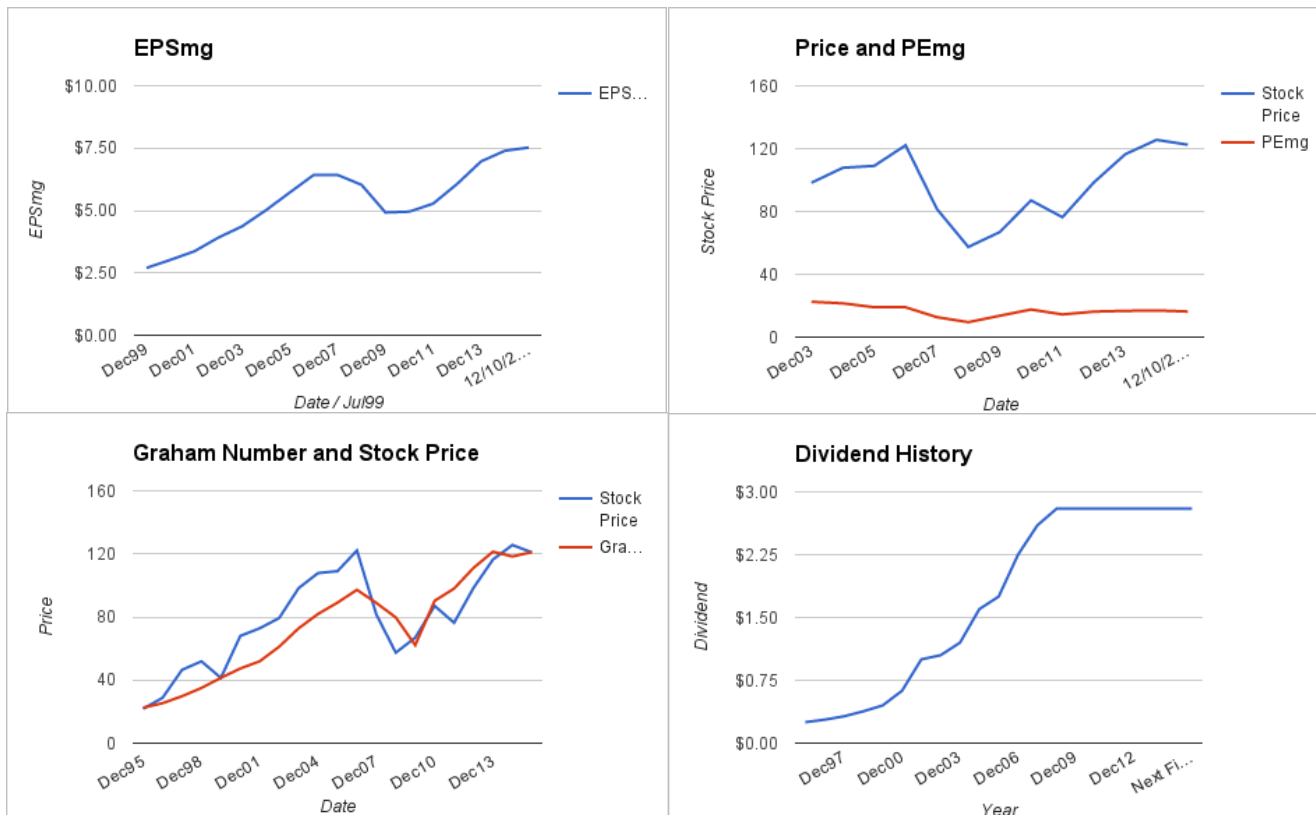 EPSmg
EPSmg
$10.00
$7.50
$5.00
$2.50
$0.00
EPS...
Dec99
Dec01
Dec03
Dec05
Dec07
Dec09
Dec11
Dec13
12/10/2...
Date / Jul99
Price and PEmg
Stock Price
160
120
80
40
0
Stock
Price
PEmg
Dec03
Dec05
Dec07
Dec09
Dec11
Dec13
12/10/2...
Date
Graham Number and Stock Price
Price
160
120
80
40
0
Stock
Price
Gra...
Dec95
Dec98
Dec01
Dec04
Dec07
Dec10
Dec13
Date
Dividend History
Dividend
$3.00
$2.25
$1.50
$0.75
$0.00
Dec97
Dec00
Dec03
Dec06
Dec09
Dec12
Next Fi...
Year